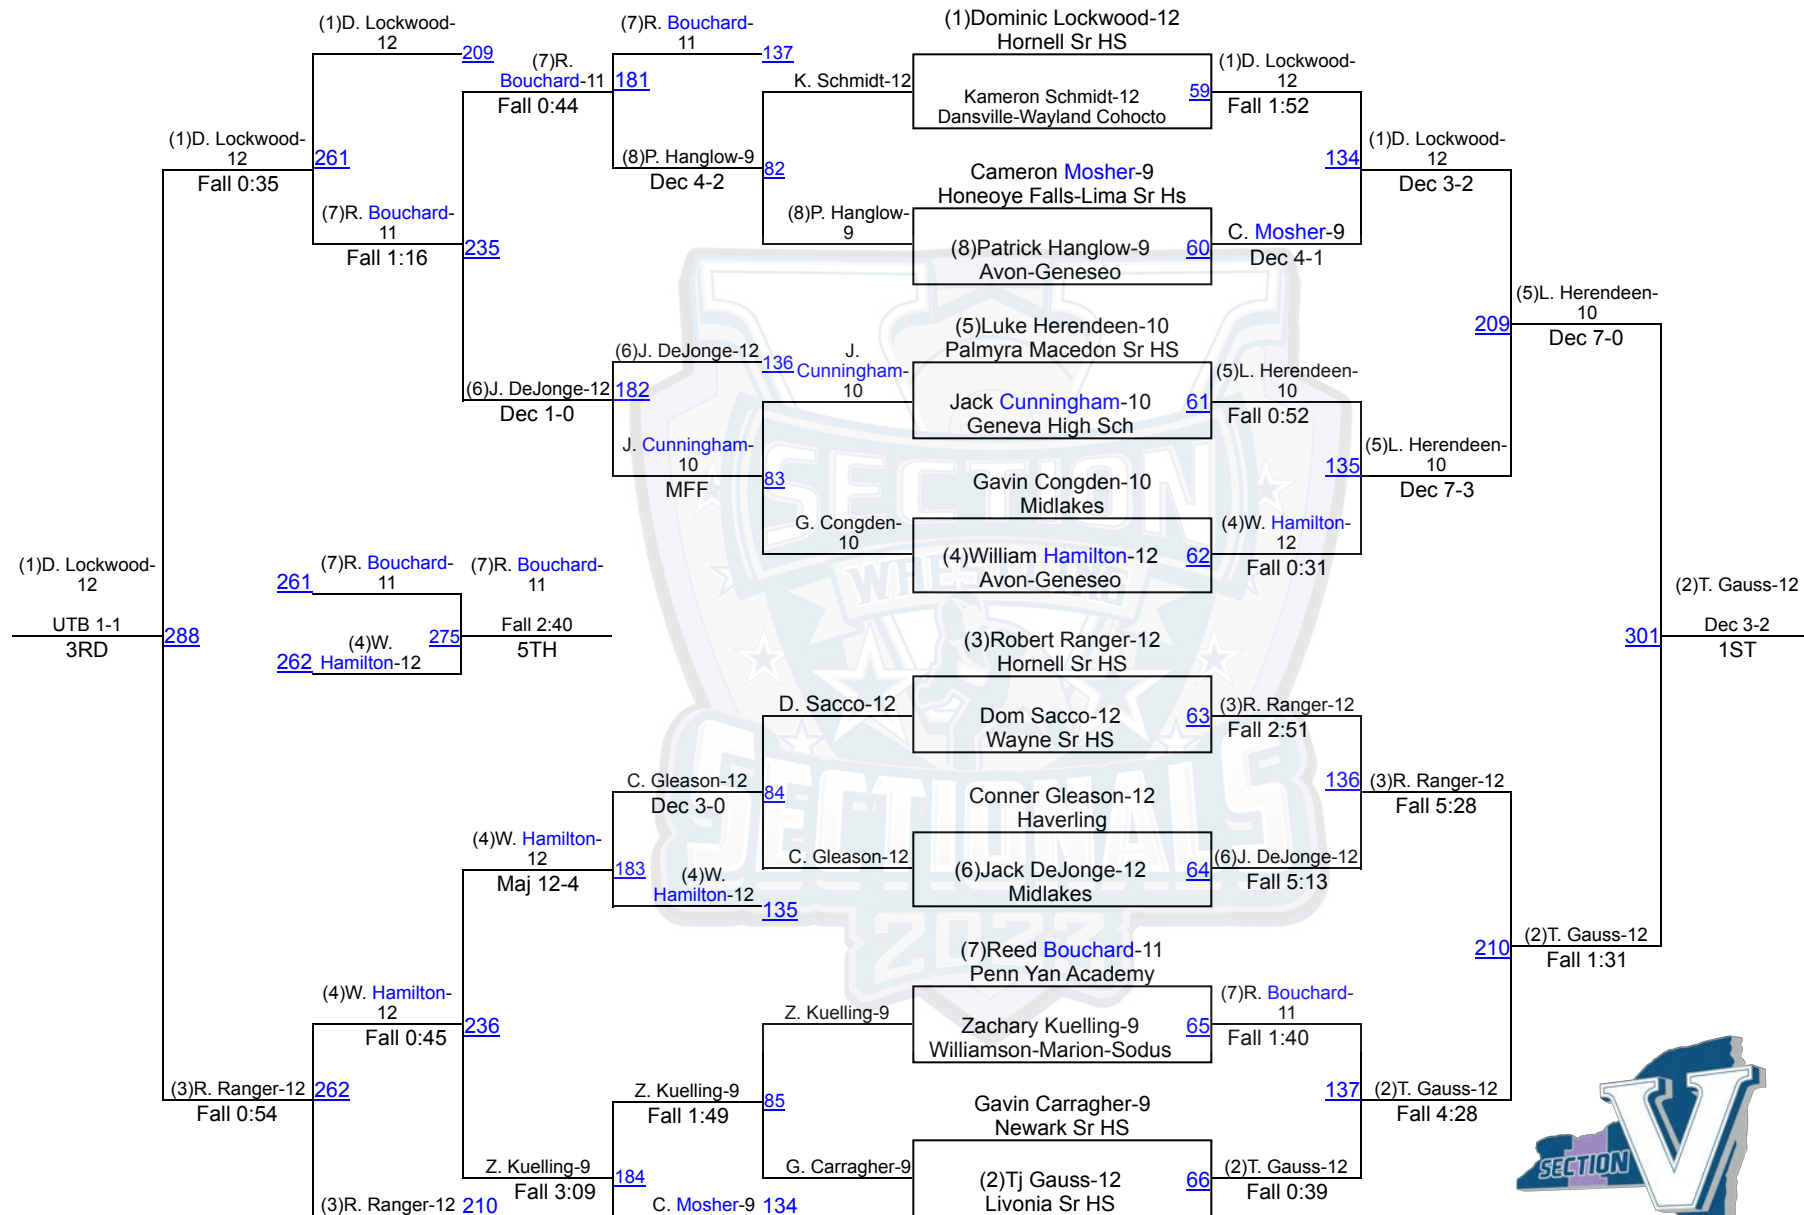 (1)D. Lockwood-
12
209
(7)R. Bouchard-
11
137
(1)Dominic Lockwood-12
Hornell Sr HS
(7)R.
Bouchard-11
181
Fall 0:44
K. Schmidt-12
Kameron Schmidt-12
Dansville-Wayland Cohocto
59
(1)D. Lockwood-
12
Fall 1:52
(1)D. Lockwood-
12
Fall 0:35
261
(8)P. Hanglow-9
Dec 4-2
82
Cameron Mosher-9
Honeoye Falls-Lima Sr Hs
134
(1)D. Lockwood-
12
Dec 3-2
(7)R. Bouchard-
11
Fall 1:16
235
(8)P. Hanglow-
9
(8)Patrick Hanglow-9
Avon-Geneseo
60
C. Mosher-9
Dec 4-1
(5)Luke Herendeen-10
Palmyra Macedon Sr HS
209
(5)L. Herendeen-
10
Dec 7-0
(6)J. DeJonge-12
136
J.
Cunningham-
10
(6)J. DeJonge-12
182
Dec 1-0
Jack Cunningham-10
Geneva High Sch
61
(5)L. Herendeen-
10
Fall 0:52
J. Cunningham-
10
MFF
83
Gavin Congden-10
Midlakes
135
(5)L. Herendeen-
10
Dec 7-3
G. Congden-
10
(4)William Hamilton-12
Avon-Geneseo
62
(4)W. Hamilton-
12
Fall 0:31
(1)D. Lockwood-
12
UTB 1-1
3RD
288
261
(7)R. Bouchard-
11
(7)R. Bouchard-
11
262
(4)W.
Hamilton-12
275
Fall 2:40
5TH
(3)Robert Ranger-12
Hornell Sr HS
301
(2)T. Gauss-12
Dec 3-2
1ST
D. Sacco-12
Dom Sacco-12
Wayne Sr HS
63
(3)R. Ranger-12
Fall 2:51
C. Gleason-12
Dec 3-0
84
Conner Gleason-12
Haverling
136
(3)R. Ranger-12
Fall 5:28
(4)W. Hamilton-
12
Maj 12-4
183
(4)W.
Hamilton-12
135
C. Gleason-12
(6)Jack DeJonge-12
Midlakes
64
(6)J. DeJonge-12
Fall 5:13
(7)Reed Bouchard-11
Penn Yan Academy
210
(2)T. Gauss-12
Fall 1:31
(4)W. Hamilton-
12
Fall 0:45
236
Z. Kuelling-9
Zachary Kuelling-9
Williamson-Marion-Sodus
65
(7)R. Bouchard-
11
Fall 1:40
(3)R. Ranger-12
Fall 0:54
262
Z. Kuelling-9
Fall 1:49
85
Gavin Carragher-9
Newark Sr HS
137
(2)T. Gauss-12
Fall 4:28
Z. Kuelling-9
Fall 3:09
184
G. Carragher-9
(2)Tj Gauss-12
Livonia Sr HS
66
(2)T. Gauss-12
Fall 0:39
(3)R. Ranger-12
210
C. Mosher-9
134
SECTION
WRESTLING
SECTIONALS
2023
SECTION V